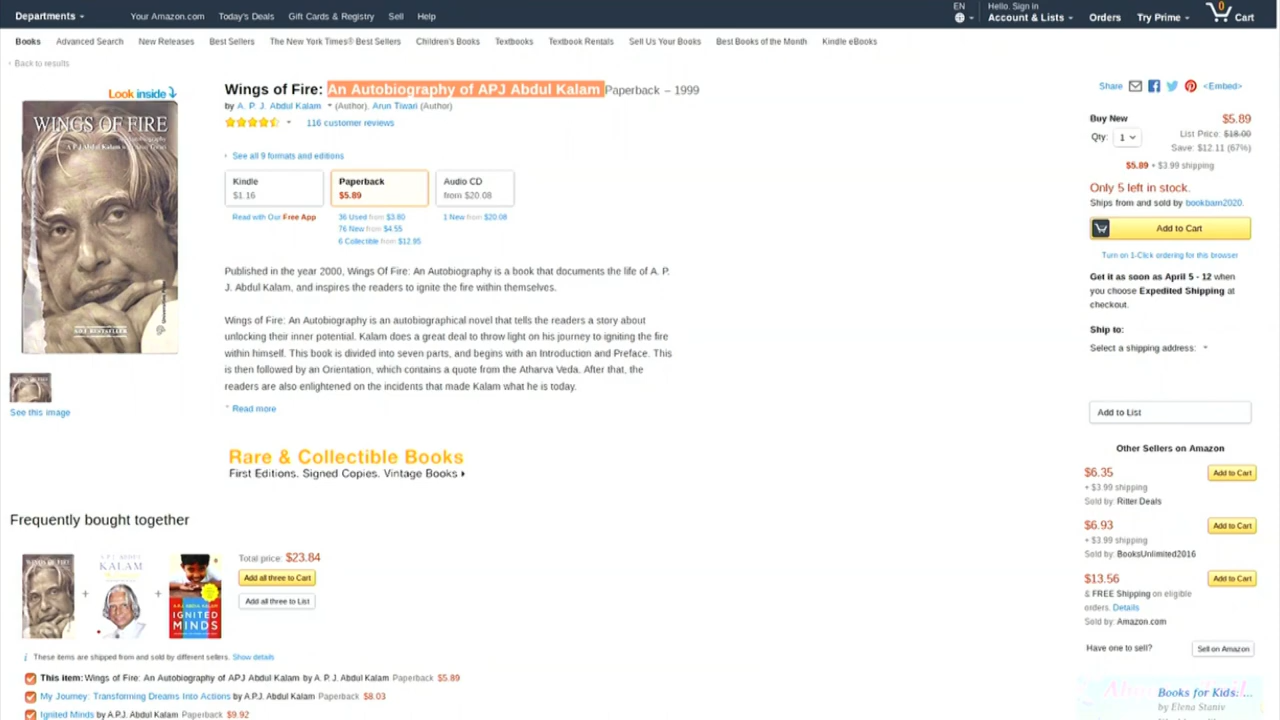 Departments
Your Amazon.com Today's Deals Gift Cards & Registry Sell Help
EN
Hello. Sign in
Account & Lists Orders Try Prime 0 Cart
Books Advanced Search New Releases Best Sellers The New York Times® Best Sellers Children's Books Textbooks Textbook Rentals Sell Us Your Books Best Books of the Month Kindle eBooks
‹ Back to results
Look inside
WINGS OF FIRE
See this image
Wings of Fire: An Autobiography of APJ Abdul Kalam Paperback – 1999
by A. P. J. Abdul Kalam (Author), Arun Tiwari (Author)
116 customer reviews
See all 9 formats and editions
Kindle
$1.16
Read with Our Free App
Paperback
$5.89
36 Used from $3.80
76 New from $4.55
6 Collectible from $12.95
Audio CD
from $20.08
1 New from $20.08
Published in the year 2000, Wings Of Fire: An Autobiography is a book that documents the life of A. P.
J. Abdul Kalam, and inspires the readers to ignite the fire within themselves.
Wings of Fire: An Autobiography is an autobiographical novel that tells the readers a story about
unlocking their inner potential. Kalam does a great deal to throw light on his journey to igniting the fire
within himself. This book is divided into seven parts, and begins with an Introduction and Preface. This
is then followed by an Orientation, which contains a quote from the Atharva Veda. After that, the
readers are also enlightened on the incidents that made Kalam what he is today.
Read more
Rare & Collectible Books
First Editions. Signed Copies. Vintage Books
Share <Embed>
Buy New $5.89
Qty: 1
List Price: $18.00
Save: $12.11 (67%)
$5.89 + $3.99 shipping
Only 5 left in stock.
Ships from and sold by bookbam2020.
Add to Cart
Turn on 1-Click ordering for this browser
Get it as soon as April 5 - 12 when
you choose Expedited Shipping at
checkout.
Ship to:
Select a shipping address:
Add to List
Other Sellers on Amazon
$6.35 Add to Cart
+ $3.99 shipping
Sold by: Ritter Deals
$6.93 Add to Cart
+ $3.99 shipping
Sold by: BooksUnlimited2016
$13.56 Add to Cart
& FREE Shipping on eligible
orders. Details
Sold by: Amazon.com
Have one to sell? Sell on Amazon
Books for Kids:...
by Elena Staniv
Frequently bought together
KALAM
IGNITED
MINDS
Total price: $23.84
Add all three to Cart
Add all three to List
i These items are shipped from and sold by different sellers. Show details
This item: Wings of Fire: An Autobiography of APJ Abdul Kalam by A. P. J. Abdul Kalam Paperback $5.89
My Journey: Transforming Dreams Into Actions by A.P.J. Abdul Kalam Paperback $8.03
Ignited Minds by A.P.J. Abdul Kalam Paperback $9.92